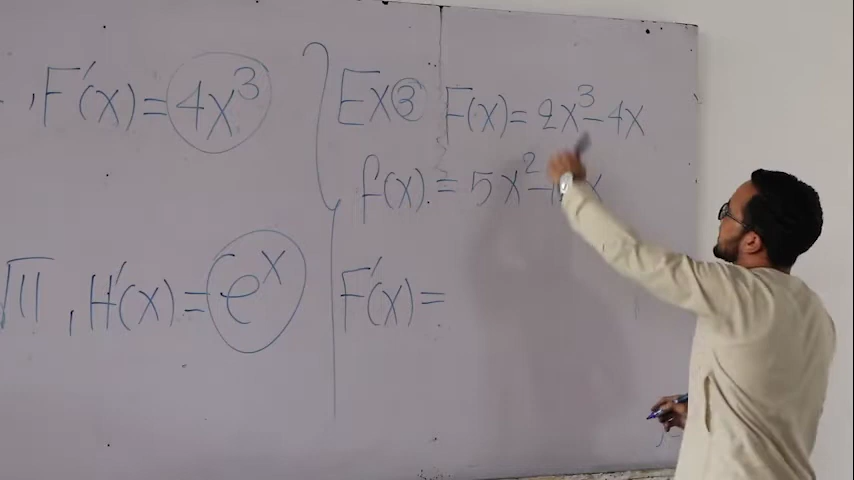 , F'(x) = 4x³
√π , H'(x) = eˣ
Ex③ F(x) = 2x³ - 4x
f(x) = 5x² -
F'(x) =